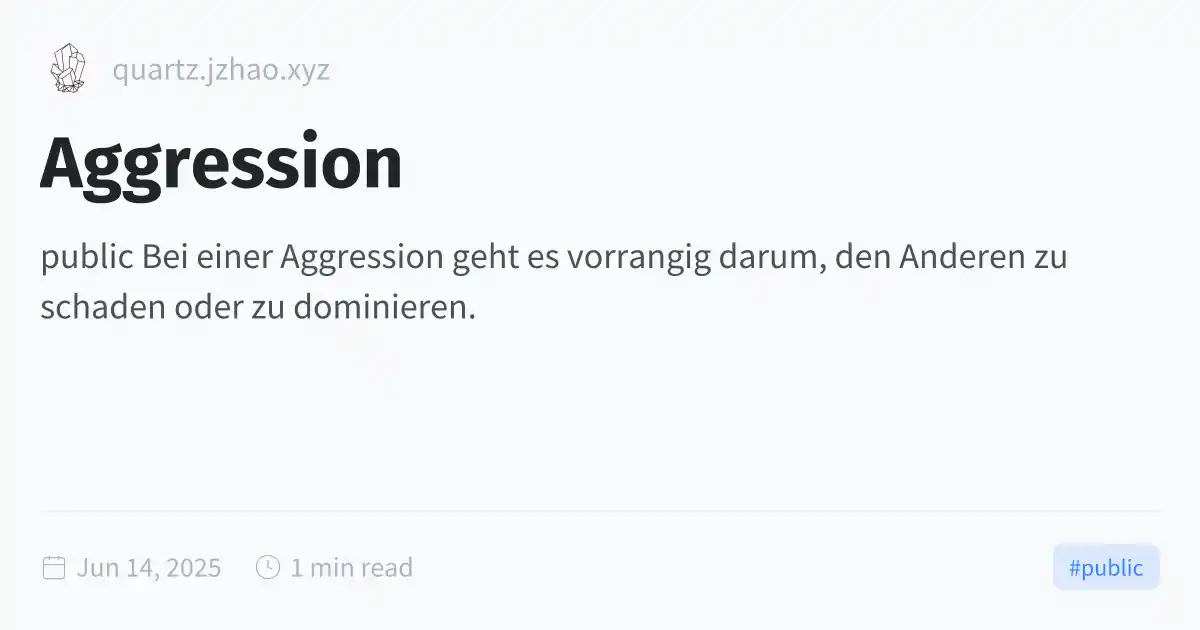 quartz.jzhao.xyz
Aggression
public Bei einer Aggression geht es vorrangig darum, den Anderen zu
schaden oder zu dominieren.
Jun 14, 2025
1 min read
#public